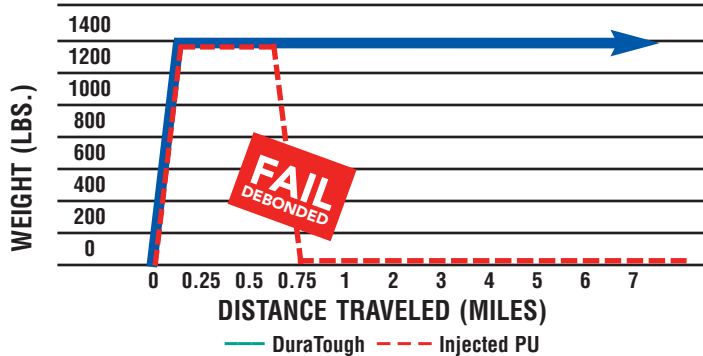 1400
1200
1000
800
600
400
200
0
WEIGHT (LBS.)
FAIL
DEBONDED
0 0.25 0.5 0.75 1 2 3 4 5 6 7
DISTANCE TRAVELED (MILES)
DuraTough Injected PU